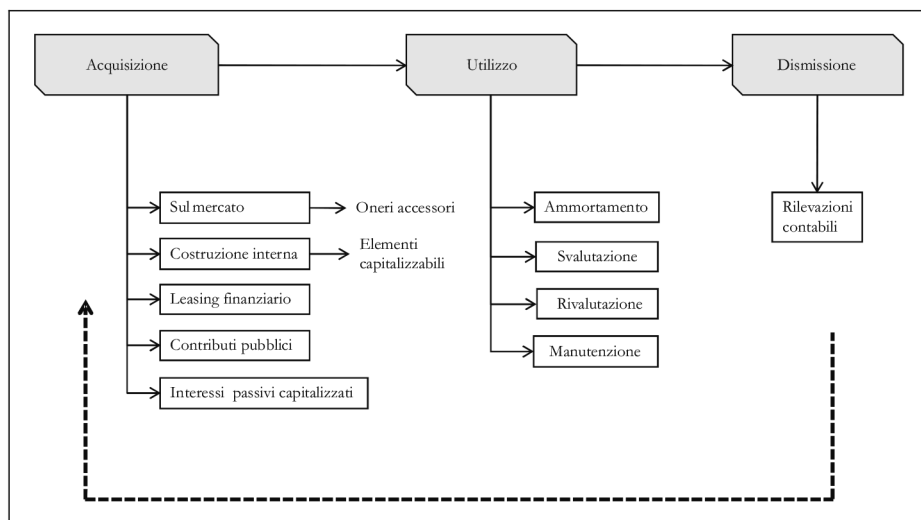 Acquisizione
Utilizzo
Dismissione
Sul mercato
Oneri accessori
Costruzione interna
Elementi
capitalizzabili
Leasing finanziario
Contributi pubblici
Interessi passivi capitalizzati
Ammortamento
Svalutazione
Rivalutazione
Manutenzione
Rilevazioni
contabili